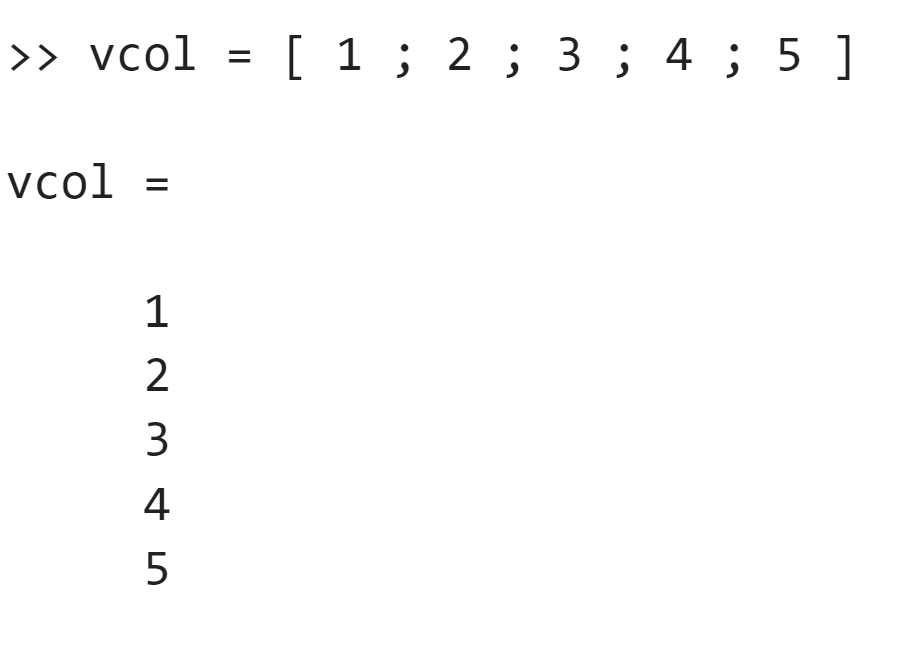 >> vcol = [ 1 ; 2 ; 3 ; 4 ; 5 ]
vcol =
1
2
3
4
5